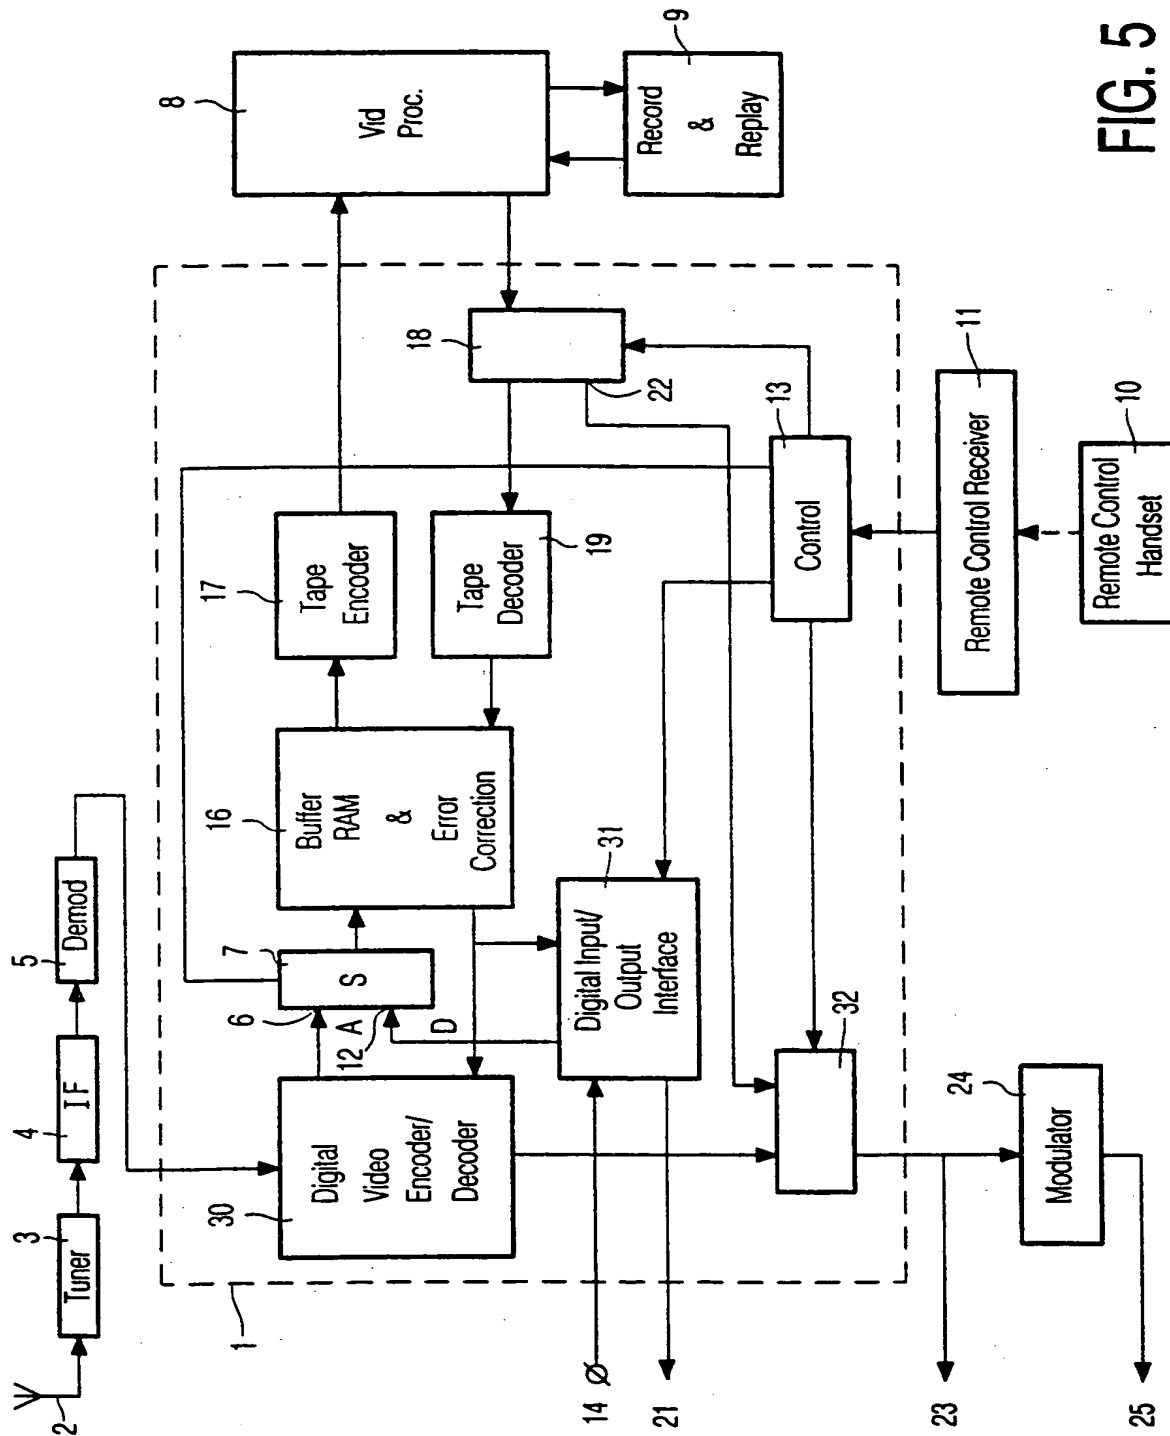 2
3
Tuner
4
IF
5
Demod
1
30
Digital
Video
Encoder/
Decoder
6
A
12
D
7
S
16
Buffer
RAM
&
Error
Correction
17
Tape
Encoder
19
Tape
Decoder
18
22
8
Vid
Proc.
9
Record
&
Replay
14 Ø
21
31
Digital Input/
Output
Interface
32
13
Control
11
Remote Control Receiver
10
Remote Control
Handset
23
24
Modulator
25
FIG. 5